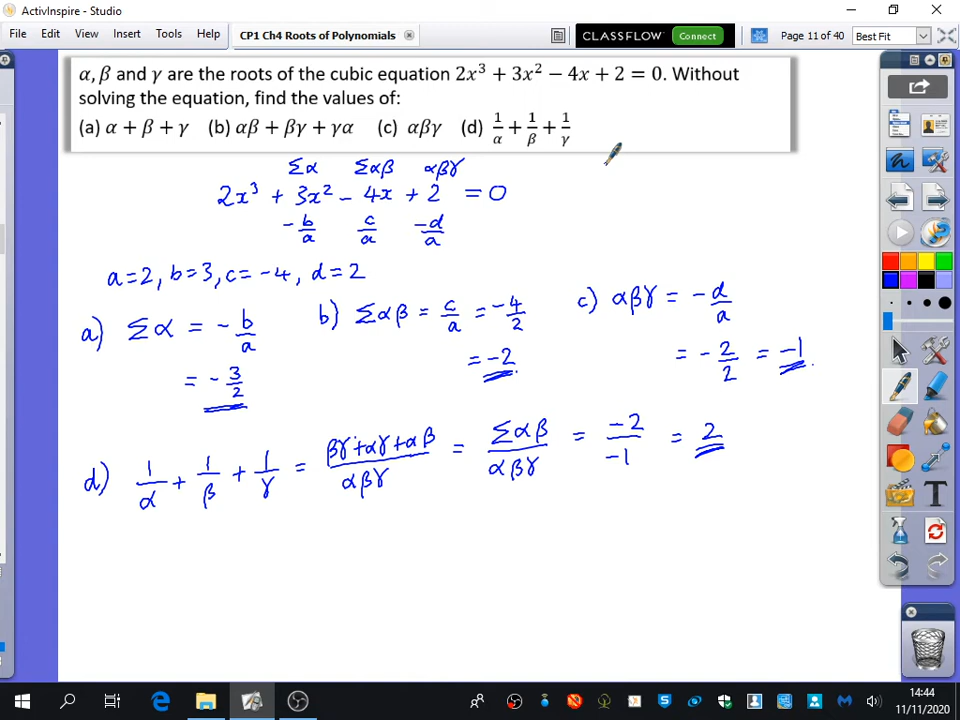 ActivInspire - Studio
File Edit View Insert Tools Help CP1 Ch4 Roots of Polynomials CLASSFLOW Connect Page 11 of 40 Best Fit
α, β and γ are the roots of the cubic equation 2x³ + 3x² − 4x + 2 = 0. Without
solving the equation, find the values of:
(a) α + β + γ (b) αβ + βγ + γα (c) αβγ (d) 1/α + 1/β + 1/γ
Σα Σαβ αβγ
2x³ + 3x² − 4x + 2 = 0
−b/a c/a −d/a
a=2, b=3, c=−4, d=2
a) Σα = −b/a
= −3/2
b) Σαβ = c/a = −4/2
= −2
c) αβγ = −d/a
= −2/2 = −1
d) 1/α + 1/β + 1/γ = βγ+αγ+αβ/αβγ = Σαβ/αβγ = −2/−1 = 2
14:44
11/11/2020